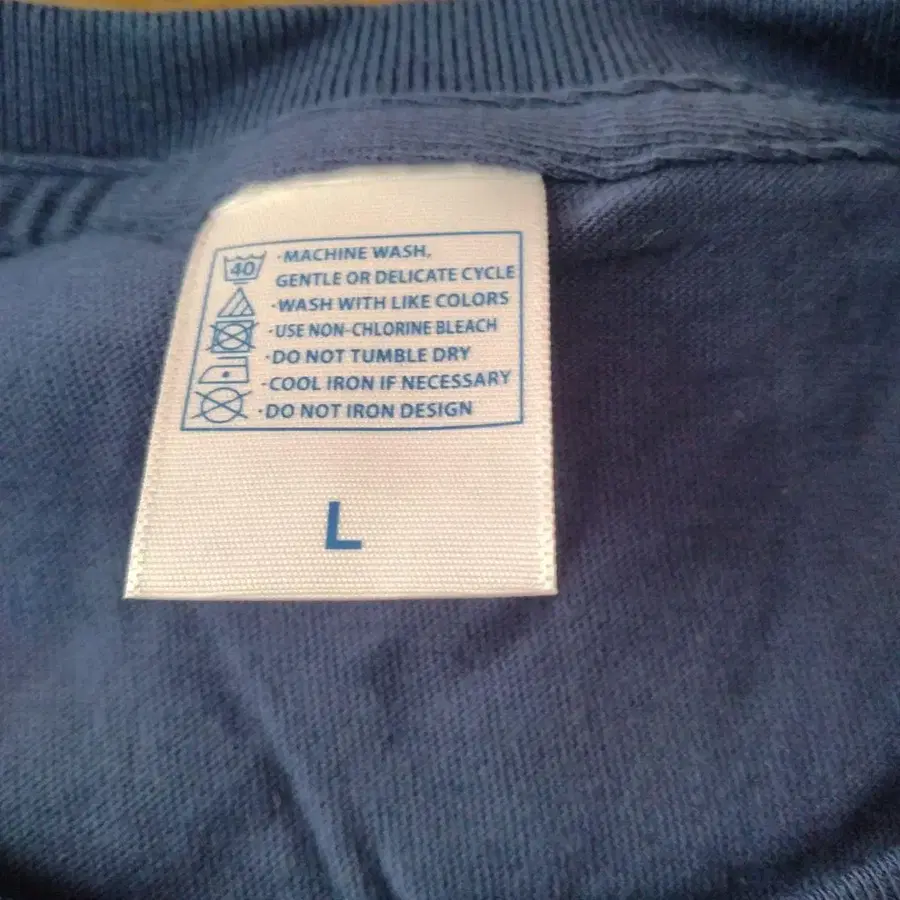 40
·MACHINE WASH,
GENTLE OR DELICATE CYCLE
·WASH WITH LIKE COLORS
·USE NON-CHLORINE BLEACH
·DO NOT TUMBLE DRY
·COOL IRON IF NECESSARY
·DO NOT IRON DESIGN
L